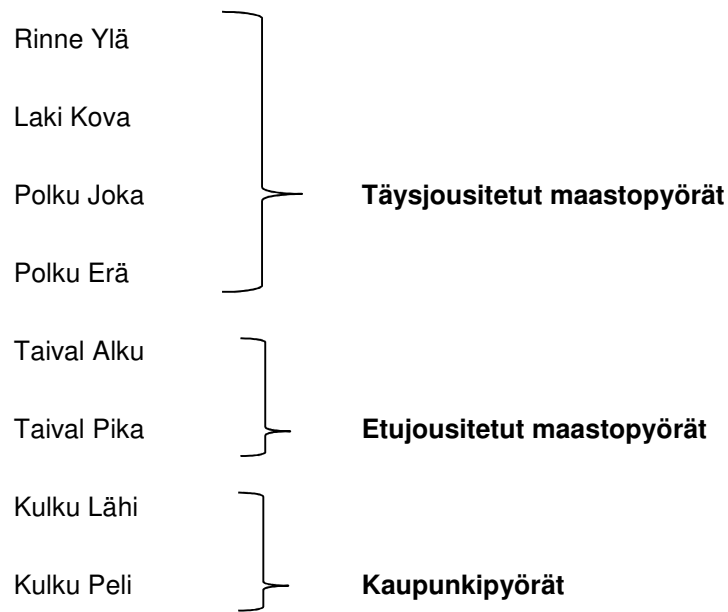 Rinne Ylä
Laki Kova
Polku Joka
Täysjousitetut maastopyörät
Polku Erä
Taival Alku
Taival Pika
Etujousitetut maastopyörät
Kulku Lähi
Kulku Peli
Kaupunkipyörät